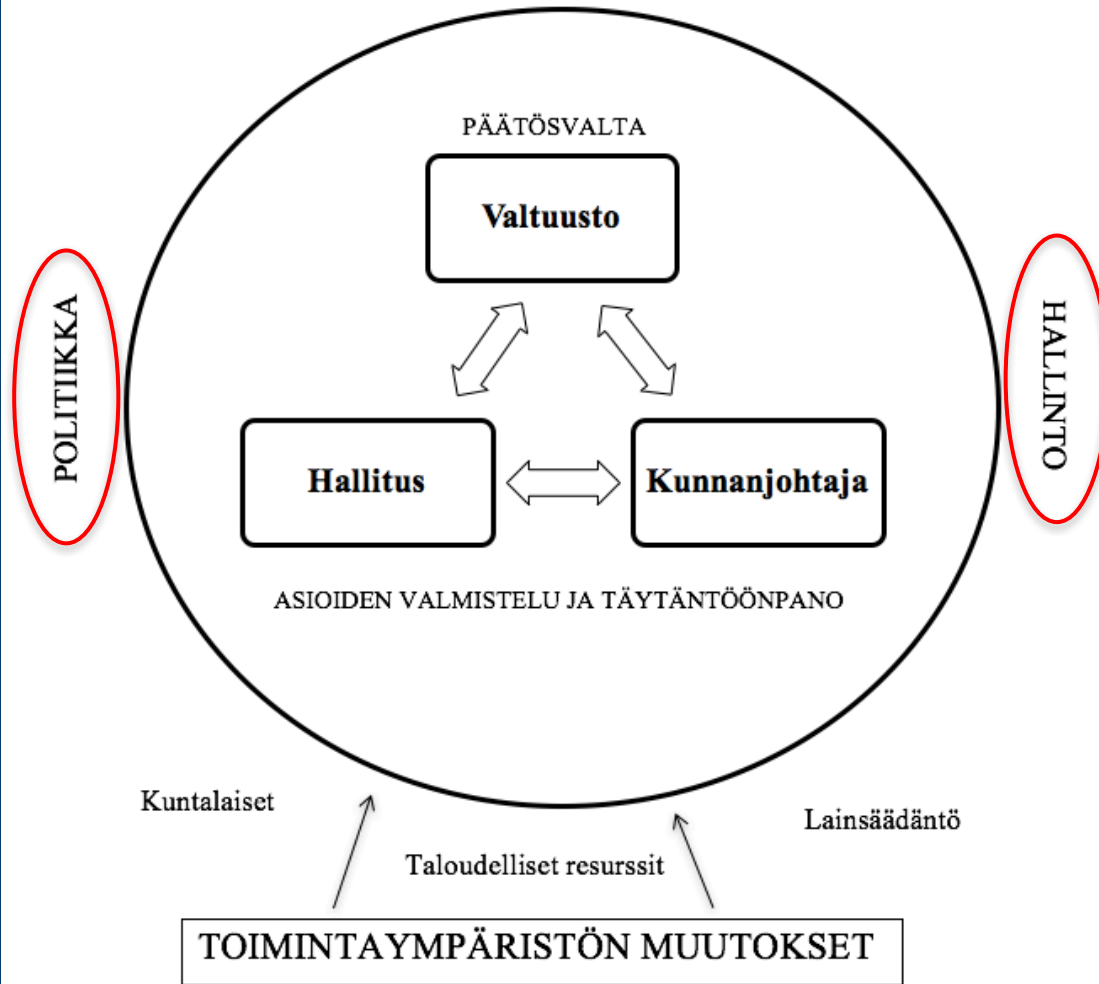 PÄÄTÖSVALTA
Valtuusto
POLITIIKKA
HALLINTO
Hallitus
Kunnanjohtaja
ASIOIDEN VALMISTELU JA TÄYTÄNTÖÖNPANO
Kuntalaiset
Lainsäädäntö
Taloudelliset resurssit
TOIMINTAYMPÄRISTÖN MUUTOKSET